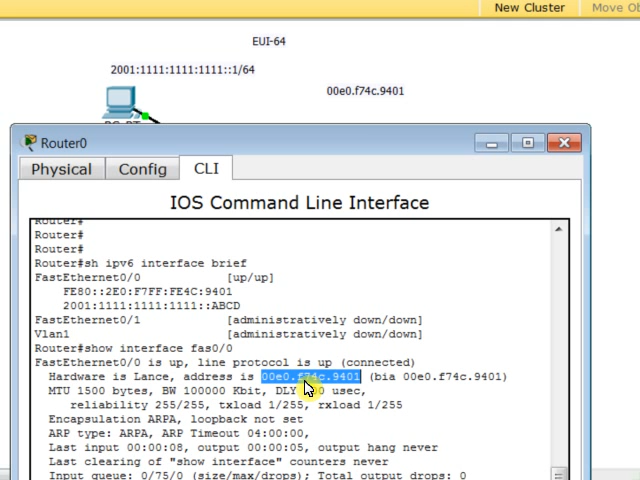 New Cluster
Move Ob
EUI-64
2001:1111:1111:1111::1/64
00e0.f74c.9401
Router0
Physical Config CLI
IOS Command Line Interface
Router#
Router#
Router#
Router#sh ipv6 interface brief
FastEthernet0/0 [up/up]
FE80::2E0:F7FF:FE4C:9401
2001:1111:1111:1111::ABCD
FastEthernet0/1 [administratively down/down]
Vlan1 [administratively down/down]
Router#show interface fas0/0
FastEthernet0/0 is up, line protocol is up (connected)
Hardware is Lance, address is 00e0.f74c.9401 (bia 00e0.f74c.9401)
MTU 1500 bytes, BW 100000 Kbit, DLY usec,
reliability 255/255, txload 1/255, rxload 1/255
Encapsulation ARPA, loopback not set
ARP type: ARPA, ARP Timeout 04:00:00,
Last input 00:00:08, output 00:00:05, output hang never
Last clearing of "show interface" counters never
Input queue: 0/75/0 (size/max/drops); Total output drops: 0